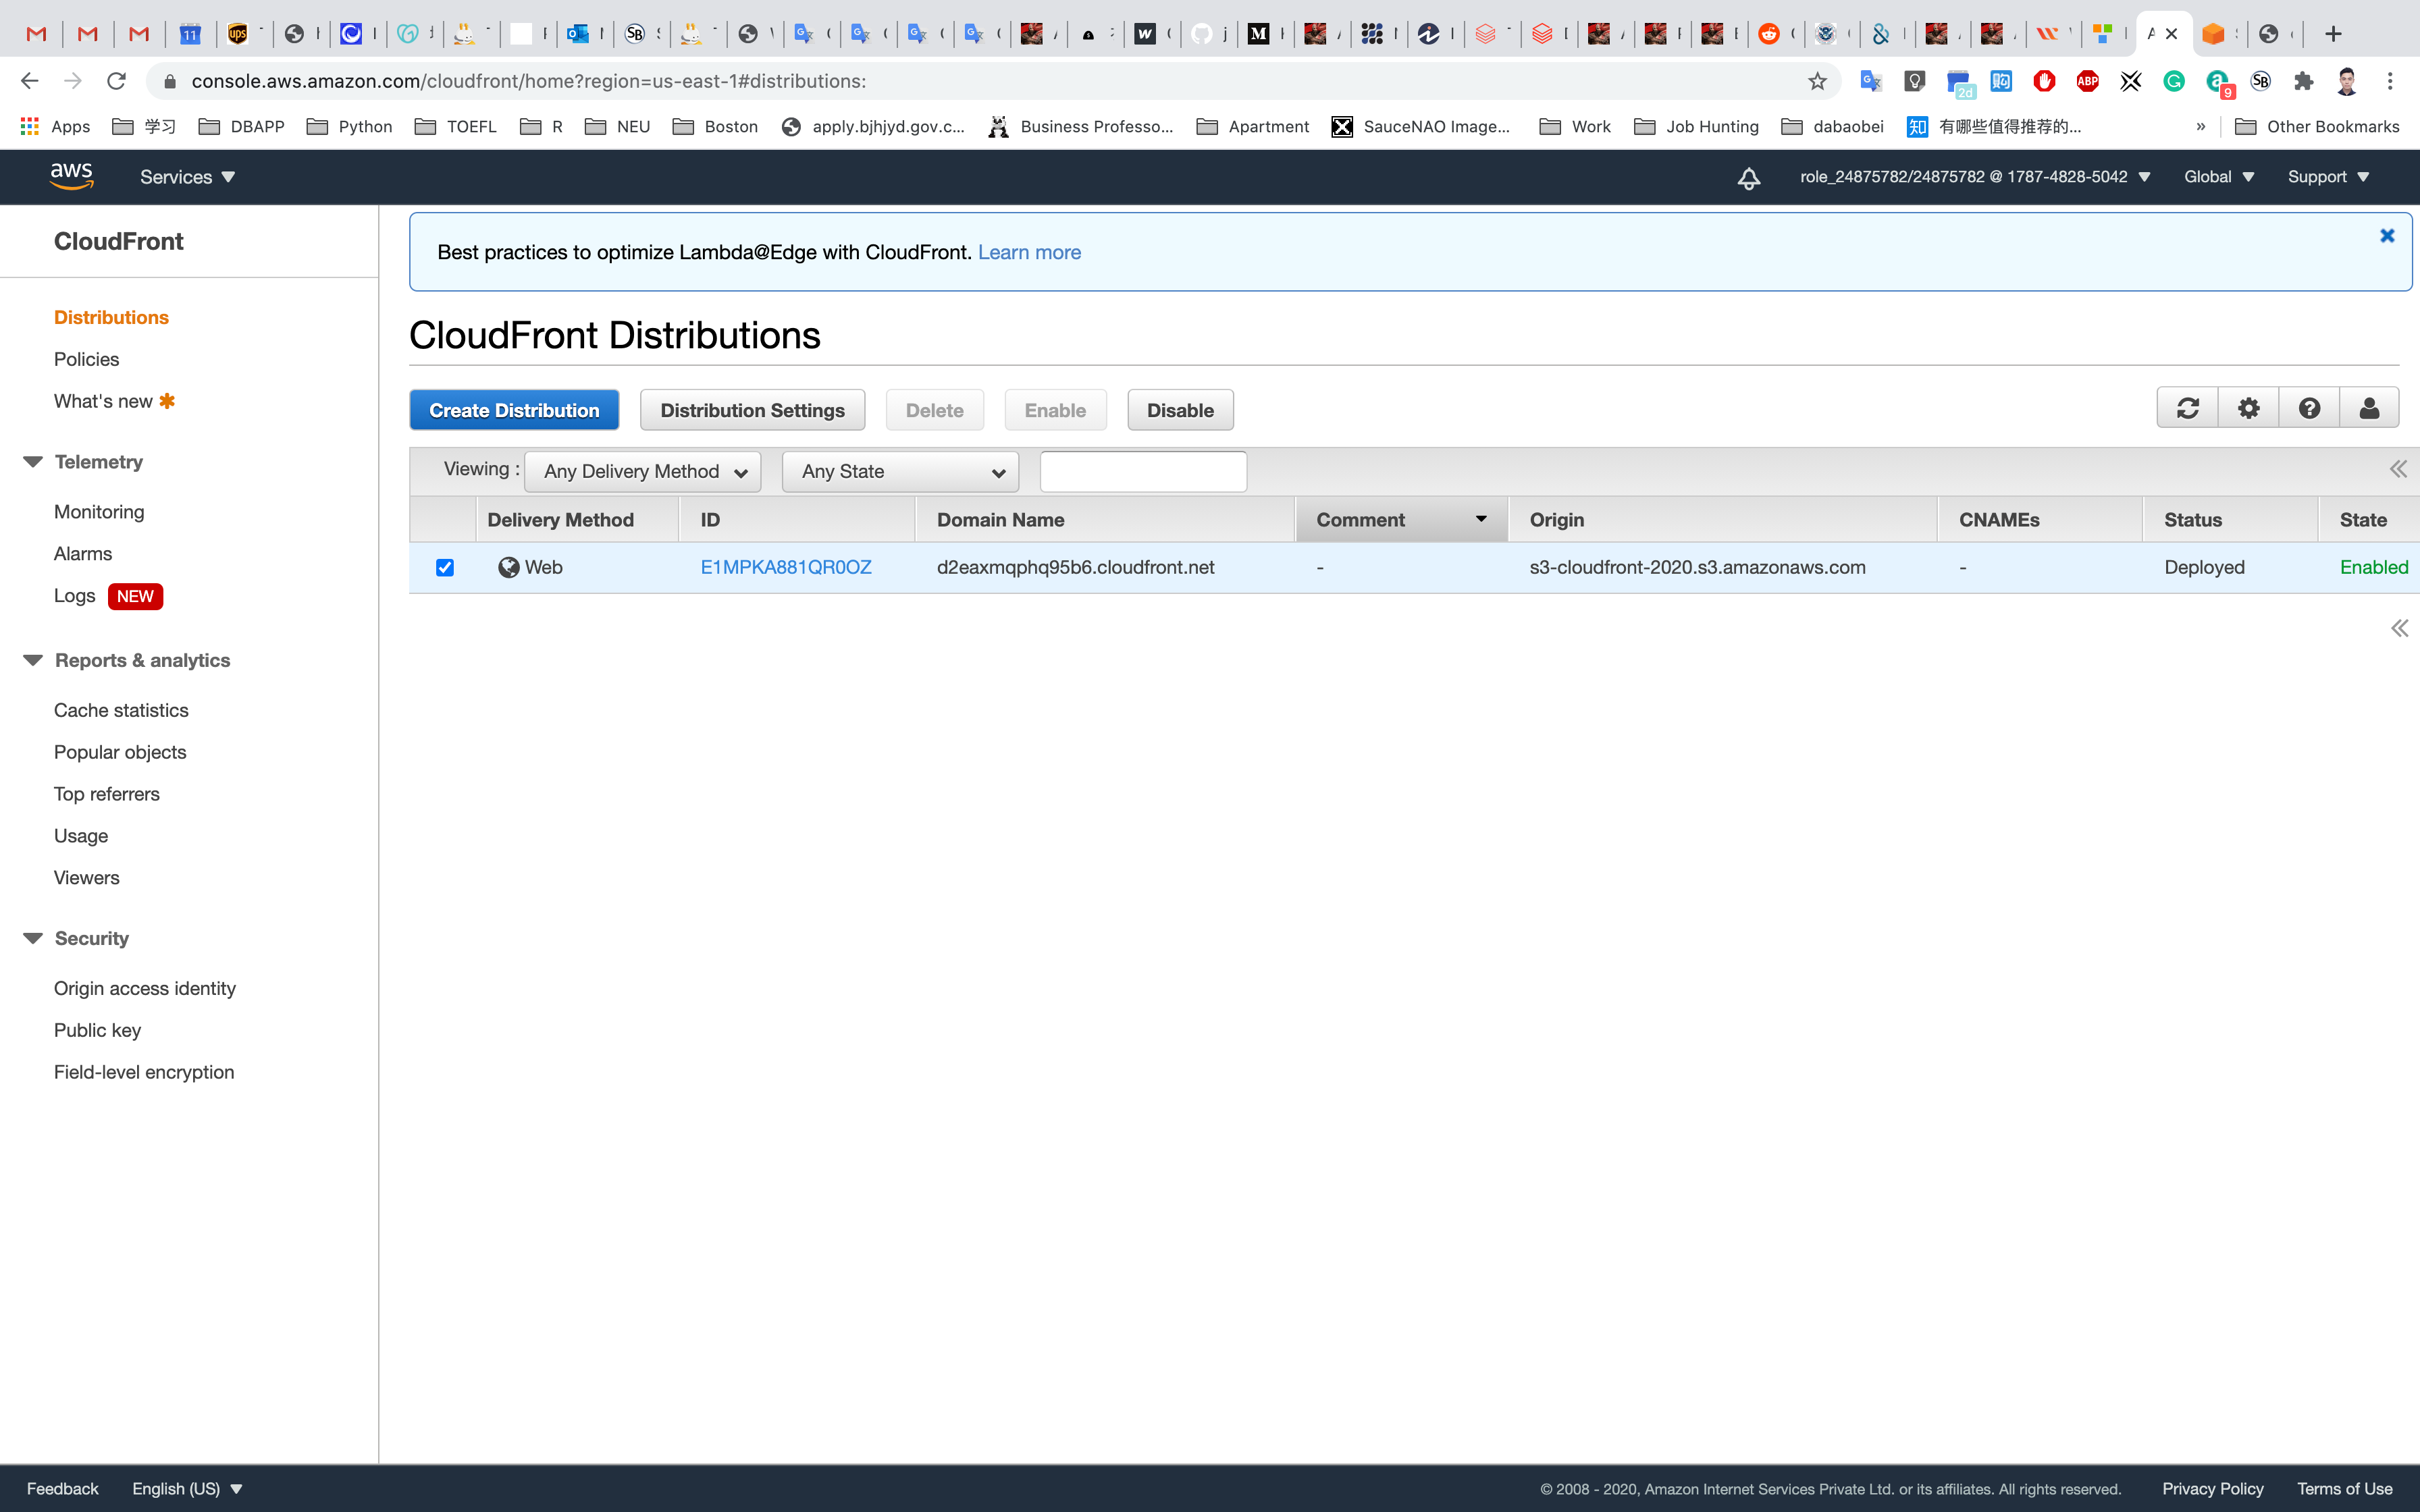 console.aws.amazon.com/cloudfront/home?region=us-east-1#distributions:
2d
ABP
9
SB
Apps 学习 DBAPP Python TOEFL R NEU Boston apply.bjhjyd.gov.c... Business Professo... Apartment SauceNAO Image... Work Job Hunting dabaobei 知 有哪些值得推荐的... » Other Bookmarks
aws Services role_24875782/24875782 @ 1787-4828-5042 Global Support
CloudFront
Best practices to optimize Lambda@Edge with CloudFront. Learn more
Distributions
Policies
What's new
Telemetry
Monitoring
Alarms
Logs NEW
Reports & analytics
Cache statistics
Popular objects
Top referrers
Usage
Viewers
Security
Origin access identity
Public key
Field-level encryption
CloudFront Distributions
Create Distribution Distribution Settings Delete Enable Disable
Viewing : Any Delivery Method Any State
Delivery Method ID Domain Name Comment Origin CNAMEs Status State
Web E1MPKA881QR0OZ d2eaxmqphq95b6.cloudfront.net - s3-cloudfront-2020.s3.amazonaws.com - Deployed Enabled
Feedback English (US) © 2008 - 2020, Amazon Internet Services Private Ltd. or its affiliates. All rights reserved. Privacy Policy Terms of Use